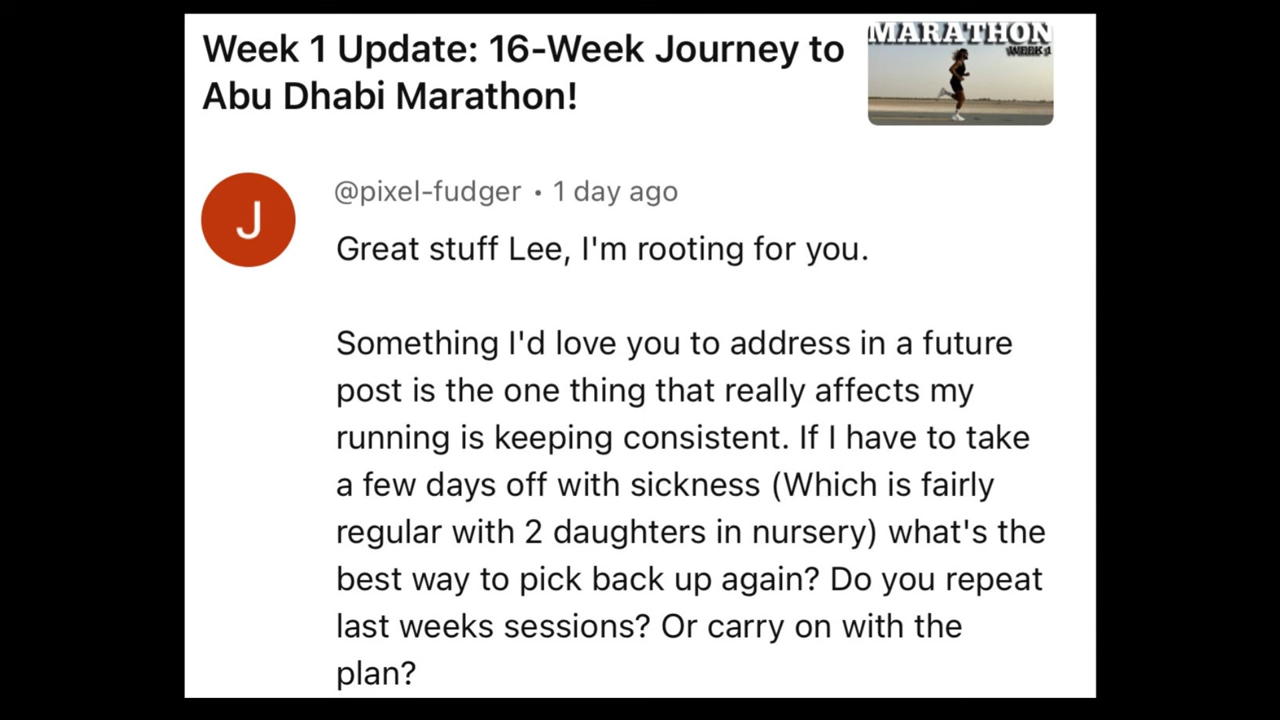 Week 1 Update: 16-Week Journey to
Abu Dhabi Marathon!
MARATHON
WEEK 1
J
@pixel-fudger • 1 day ago
Great stuff Lee, I'm rooting for you.
Something I'd love you to address in a future
post is the one thing that really affects my
running is keeping consistent. If I have to take
a few days off with sickness (Which is fairly
regular with 2 daughters in nursery) what's the
best way to pick back up again? Do you repeat
last weeks sessions? Or carry on with the
plan?